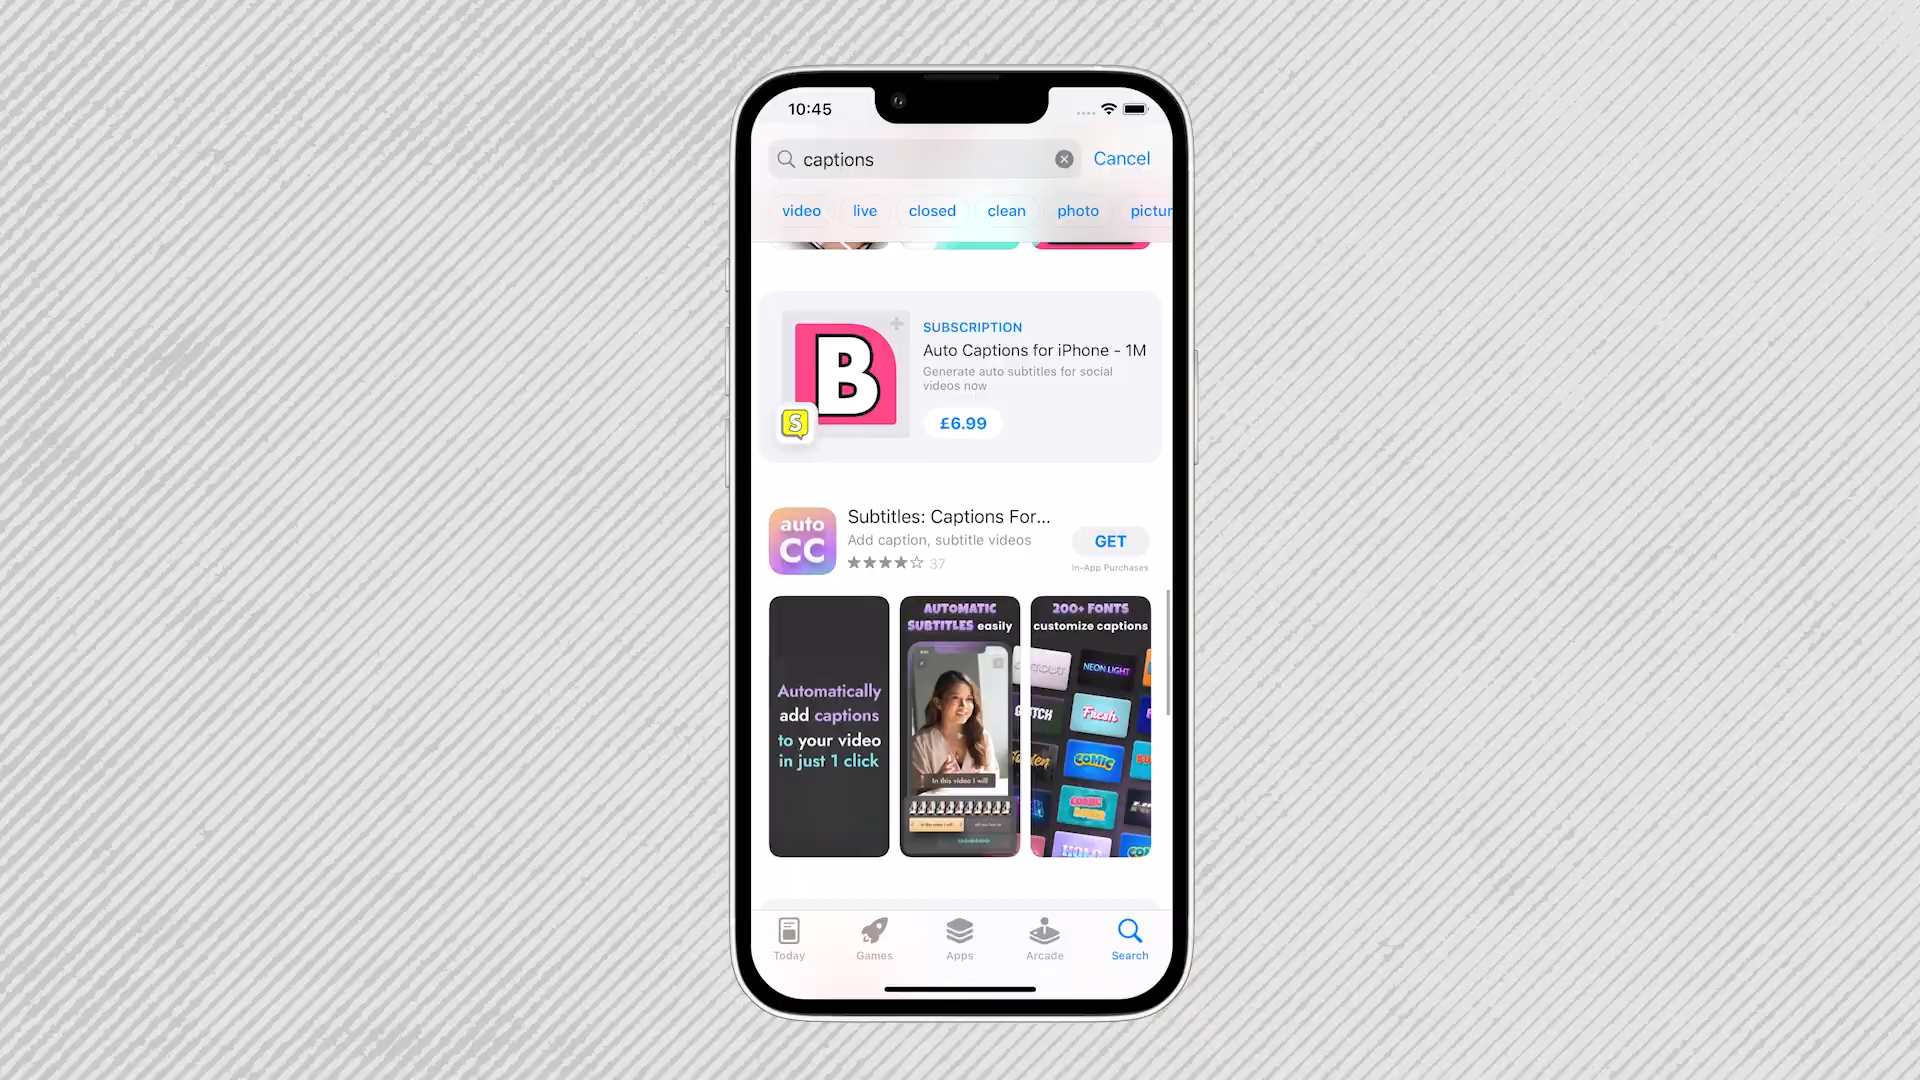 10:45
captions
Cancel
video
live
closed
clean
photo
pictur
B
S
SUBSCRIPTION
Auto Captions for iPhone - 1M
Generate auto subtitles for social
videos now
£6.99
auto
CC
Subtitles: Captions For...
Add caption, subtitle videos
37
GET
In-App Purchases
Automatically
add captions
to your video
in just 1 click
AUTOMATIC
SUBTITLES easily
In this video I will
200+ FONTS
customize captions
NEON LIGHT
Fresh
COMIC
Today
Games
Apps
Arcade
Search